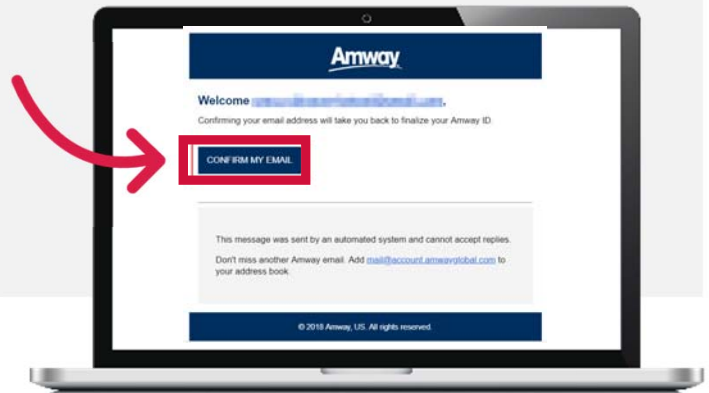 Amway
Welcome
Confirming your email address will take you back to finalize your Amway ID
CONFIRM MY EMAIL
This message was sent by an automated system and cannot accept replies.
Don't miss another Amway email. Add mail@account.amwayglobal.com to
your address book.
© 2018 Amway, US. All rights reserved.